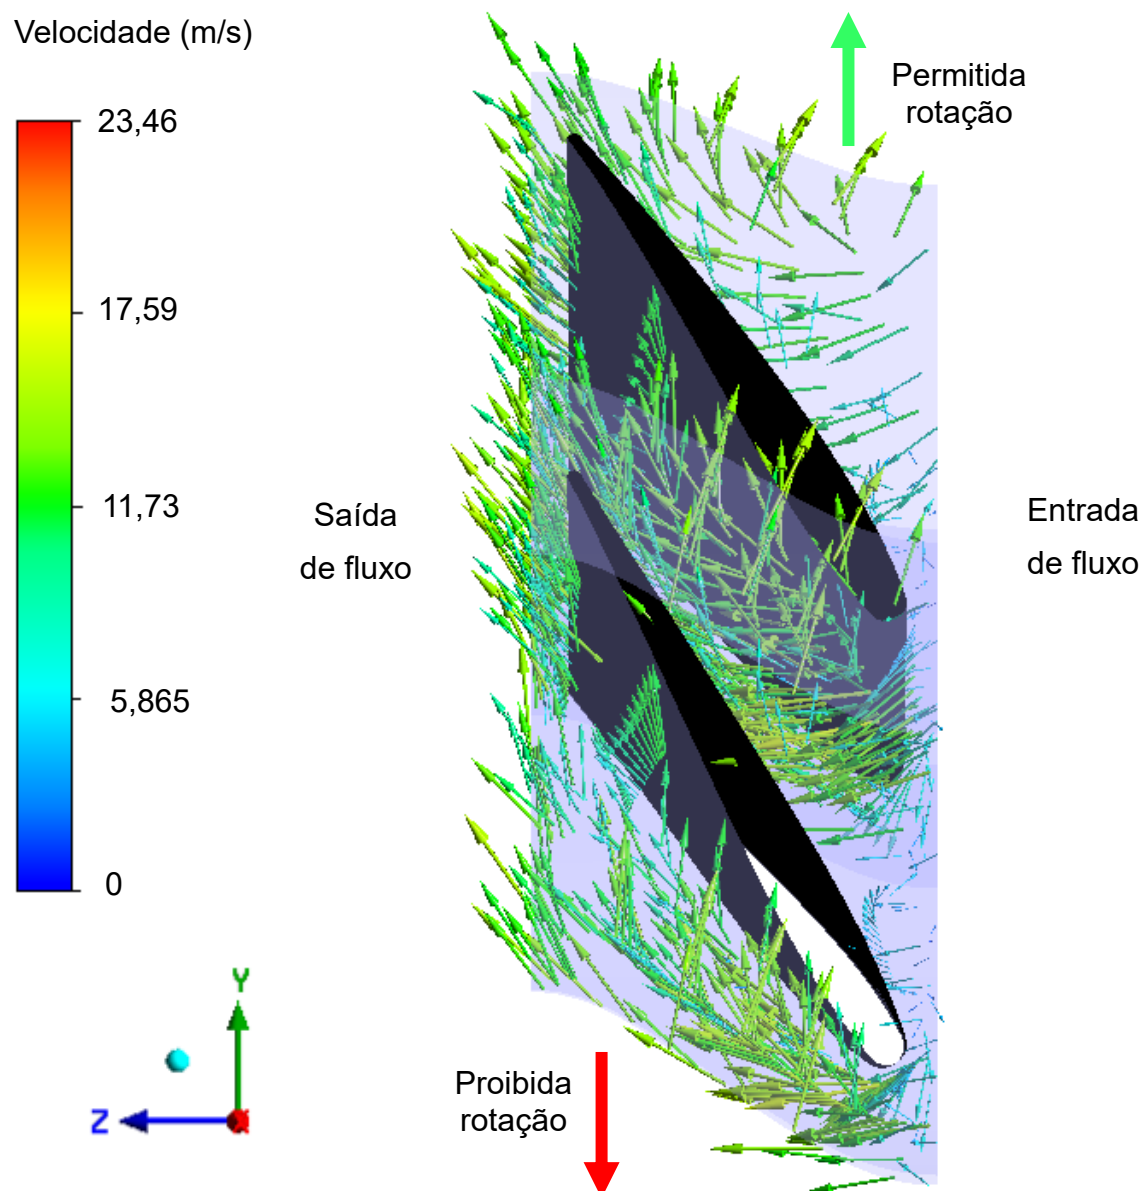 Velocidade (m/s)
23,46
17,59
11,73
5,865
0
Permitida
rotação
Saída
de fluxo
Entrada
de fluxo
Proibida
rotação
Y
Z
X